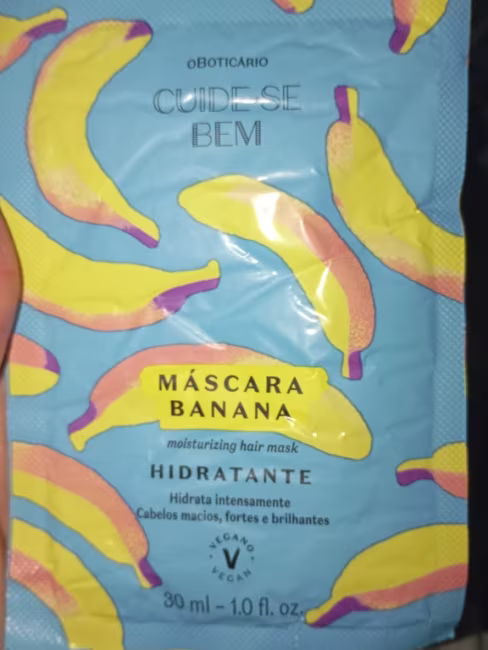 oBOTICÁRIO
CUIDE-SE
BEM
MÁSCARA
BANANA
moisturizing hair mask
HIDRATANTE
Hidrata intensamente
Cabelos macios, fortes e brilhantes
VEGANO
V
VEGAN
30 ml – 1.0 fl. oz.